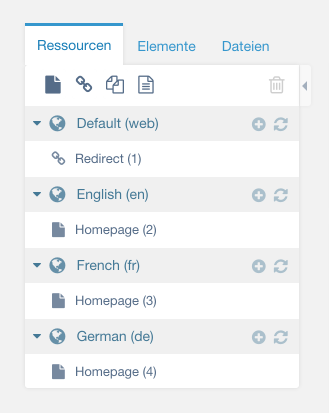 Ressourcen Elemente Dateien
Default (web)
Redirect (1)
English (en)
Homepage (2)
French (fr)
Homepage (3)
German (de)
Homepage (4)